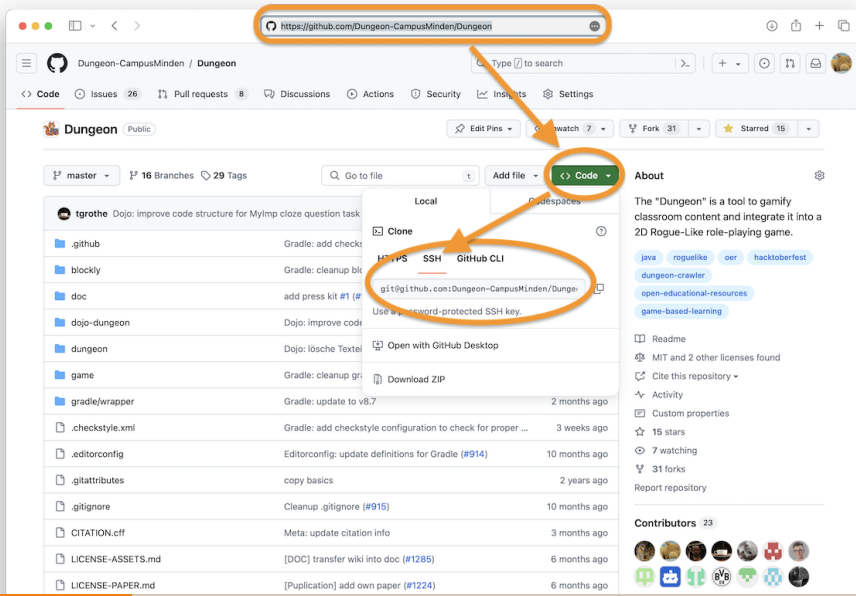 https://github.com/Dungeon-CampusMinden/Dungeon
Dungeon-CampusMinden / Dungeon
Type / to search
Code
Issues 26
Pull requests 8
Discussions
Actions
Security
Insights
Settings
Dungeon Public
Edit Pins
7
Fork 31
Starred 15
master
16 Branches
29 Tags
Go to file t
Add file
Code
About
The "Dungeon" is a tool to gamify
classroom content and integrate it into a
2D Rogue-Like role-playing game.
java roguelike oer hacktoberfest
dungeon-crawler
open-educational-resources
game-based-learning
Readme
MIT and 2 other licenses found
Cite this repository
Activity
Custom properties
15 stars
7 watching
31 forks
Report repository
Contributors 23
BVB
09
Local
Codespaces
Clone
HTTPS SSH GitHub CLI
git@github.com:Dungeon-CampusMinden/Dunge
Use a password-protected SSH key.
Open with GitHub Desktop
Download ZIP
tgrothe Dojo: improve code structure for MyImp cloze question task
.github Gradle: add
blockly Gradle: cleanup
doc add press kit #1
dojo-dungeon Dojo: improve
dungeon Dojo: lösche
game Gradle: cleanup
gradle/wrapper Gradle: update to v8.7 2 months ago
.checkstyle.xml Gradle: add checkstyle configuration to check for proper ... 3 weeks ago
.editorconfig Editorconfig: update definitions for Gradle (#914) 10 months ago
.gitattributes copy basics 2 years ago
.gitignore Cleanup .gitignore (#915) 10 months ago
CITATION.cff Meta: update citation info 3 months ago
LICENSE-ASSETS.md [DOC] transfer wiki into doc (#1285) 6 months ago
LICENSE-PAPER.md [Puplication] add own paper (#1224) 6 months ago